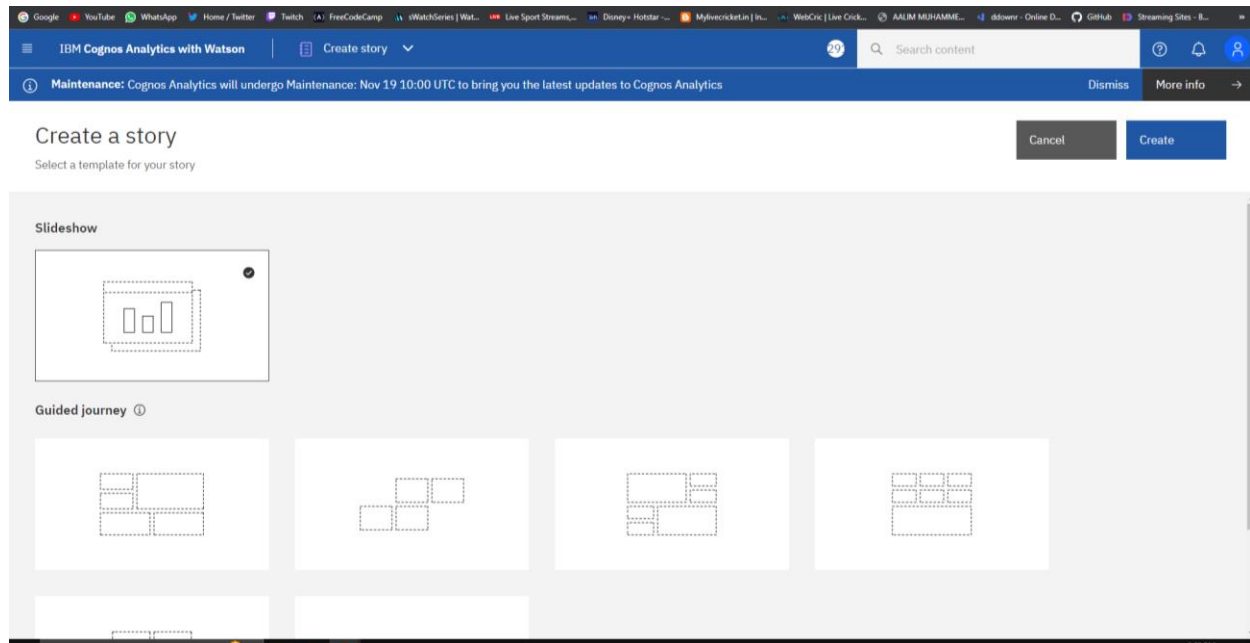 Google YouTube WhatsApp Home / Twitter Twitch FreeCodeCamp sWatchSeries | Wat... Live Sport Streams,... Disney+ Hotstar -... Mylivecricket.in | In... WebCric | Live Crick... AALIM MUHAMME... ddownr - Online D... GitHub Streaming Sites - B... »
IBM Cognos Analytics with Watson Create story 29 Search content
Maintenance: Cognos Analytics will undergo Maintenance: Nov 19 10:00 UTC to bring you the latest updates to Cognos Analytics Dismiss More info
Create a story Cancel Create
Select a template for your story
Slideshow
Guided journey